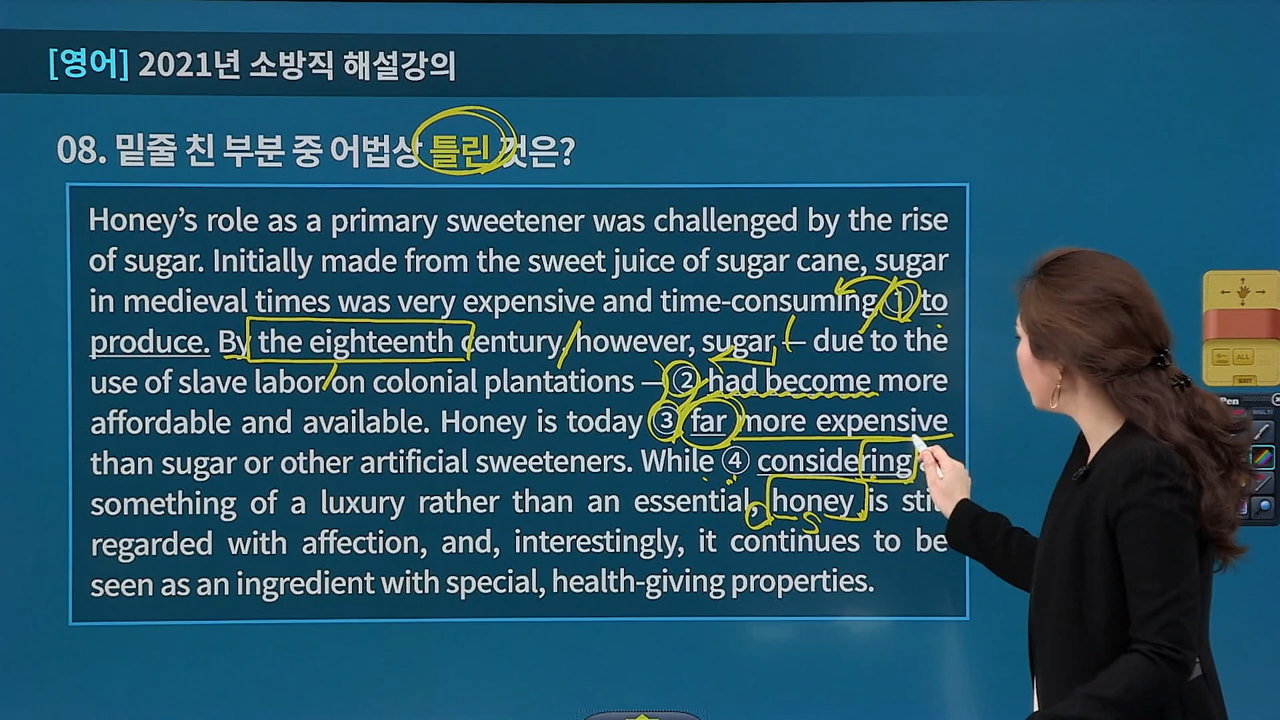 [영어] 2021년 소방직 해설강의
08. 밑줄 친 부분 중 어법상 틀린 것은?
Honey's role as a primary sweetener was challenged by the rise
of sugar. Initially made from the sweet juice of sugar cane, sugar
in medieval times was very expensive and time-consuming ① to
produce. By the eighteenth century, however, sugar — due to the
use of slave labor on colonial plantations — ② had become more
affordable and available. Honey is today ③ far more expensive
than sugar or other artificial sweeteners. While ④ considering
something of a luxury rather than an essential, honey is still
regarded with affection, and, interestingly, it continues to be
seen as an ingredient with special, health-giving properties.
S
ALL
EXIT
Pen
MULTI